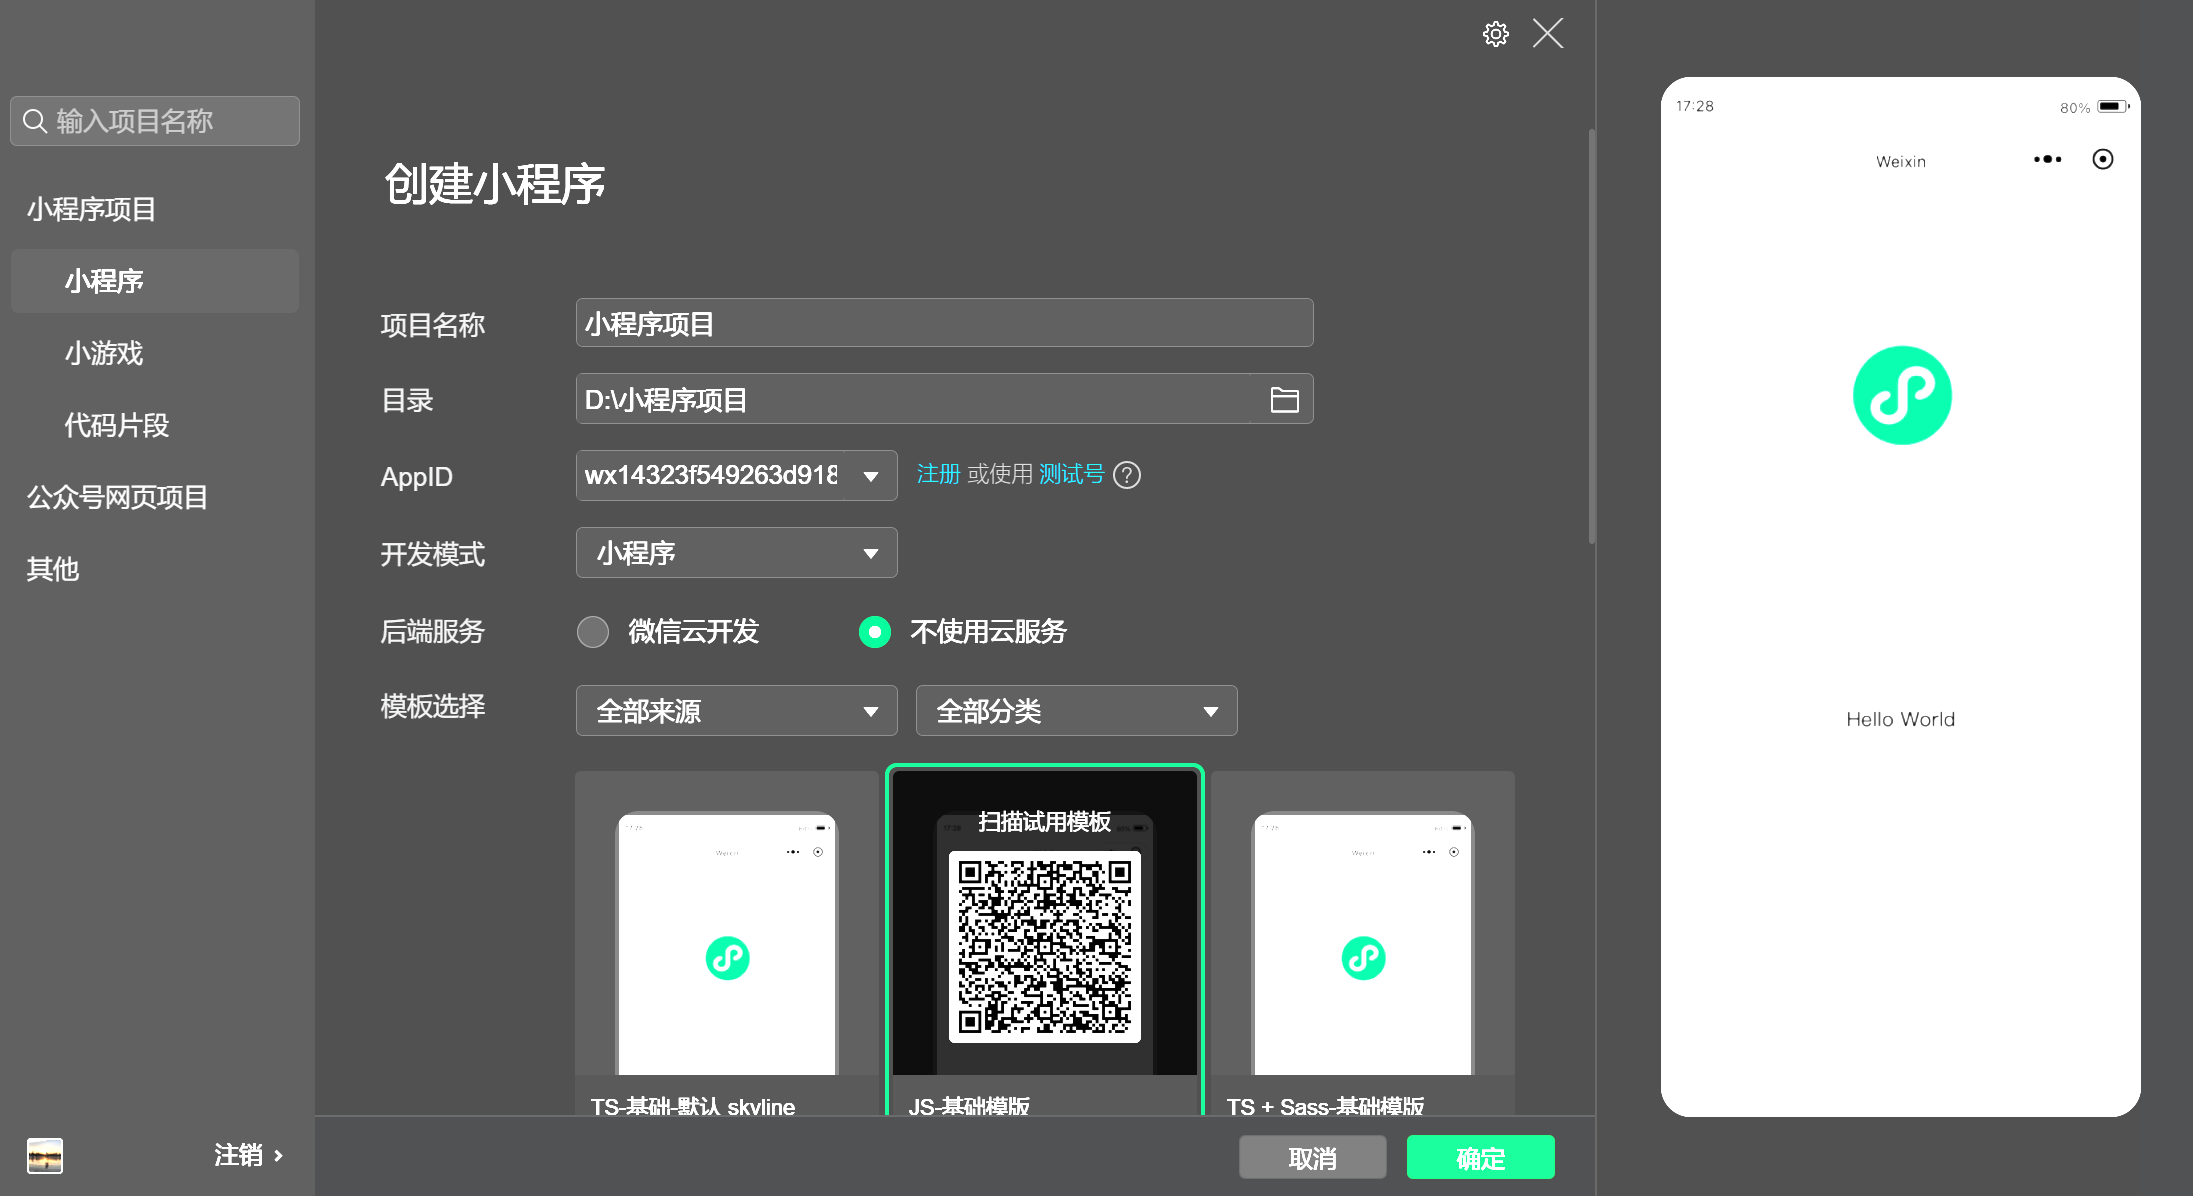 输入项目名称
小程序项目
小程序
小游戏
代码片段
公众号网页项目
其他
注销
创建小程序
项目名称
小程序项目
目录
D:\小程序项目
AppID
wx14323f549263d918
注册 或使用 测试号
开发模式
小程序
后端服务
微信云开发
不使用云服务
模板选择
全部来源
全部分类
Weixin
TS-基础-默认 skyline
17:28
80%
扫描试用模板
JS-基础模版
Weixin
TS + Sass-基础模版
取消
确定
17:28
80%
Weixin
Hello World